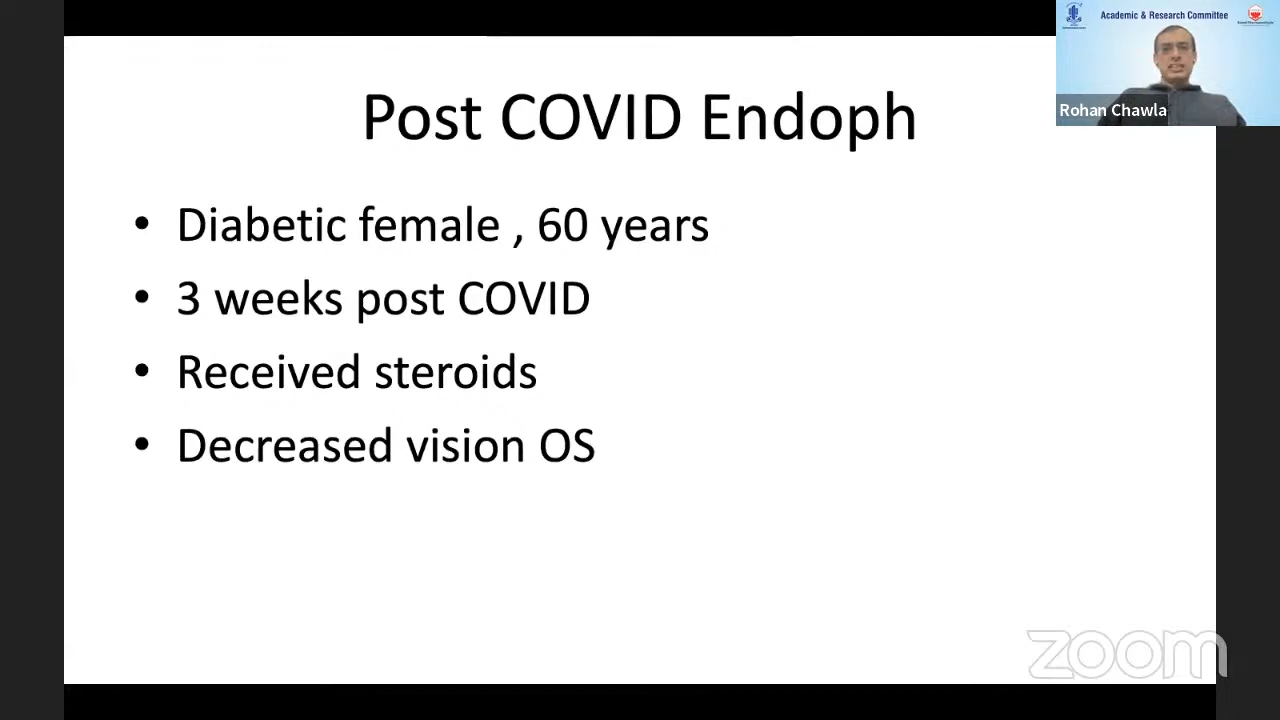 Academic & Research Committee
Rohan Chawla
Post COVID Endoph
• Diabetic female , 60 years
• 3 weeks post COVID
• Received steroids
• Decreased vision OS
zoom